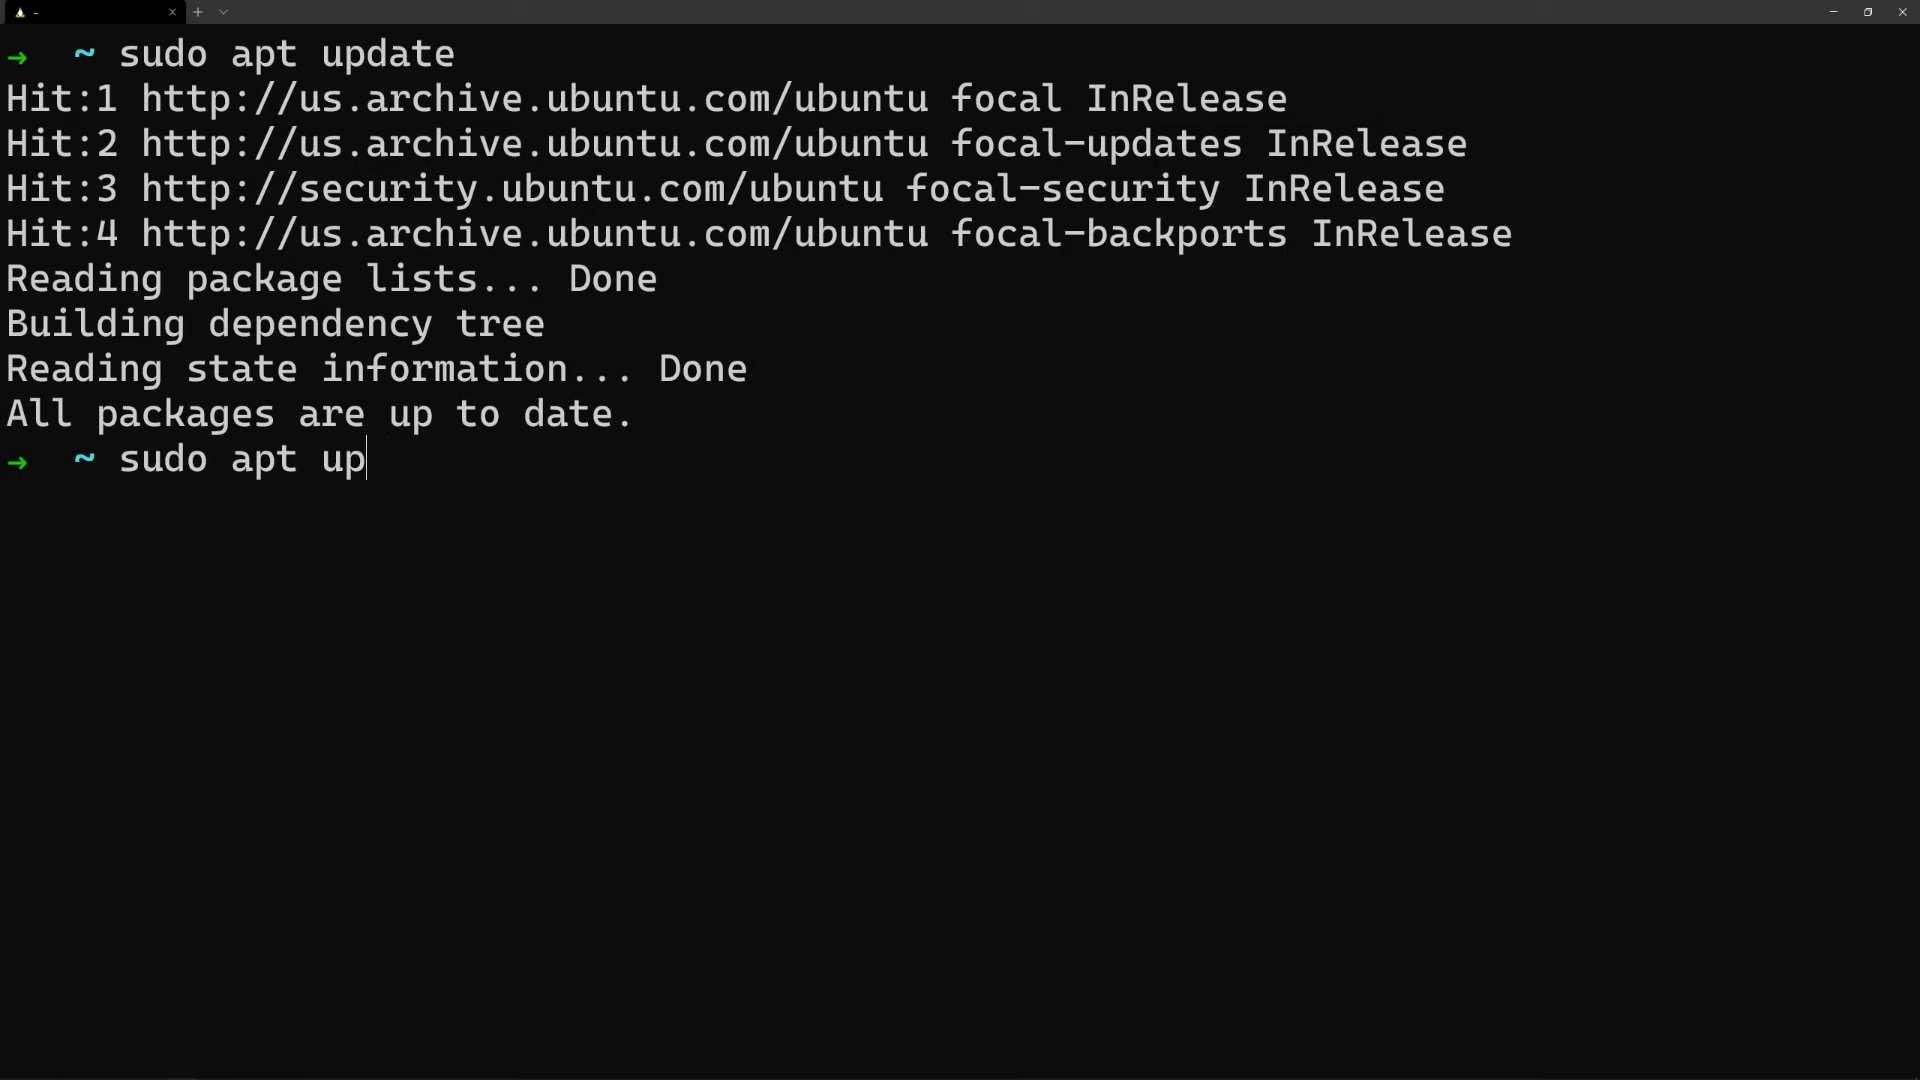 ~
→ ~ sudo apt update
Hit:1 http://us.archive.ubuntu.com/ubuntu focal InRelease
Hit:2 http://us.archive.ubuntu.com/ubuntu focal-updates InRelease
Hit:3 http://security.ubuntu.com/ubuntu focal-security InRelease
Hit:4 http://us.archive.ubuntu.com/ubuntu focal-backports InRelease
Reading package lists... Done
Building dependency tree
Reading state information... Done
All packages are up to date.
→ ~ sudo apt up